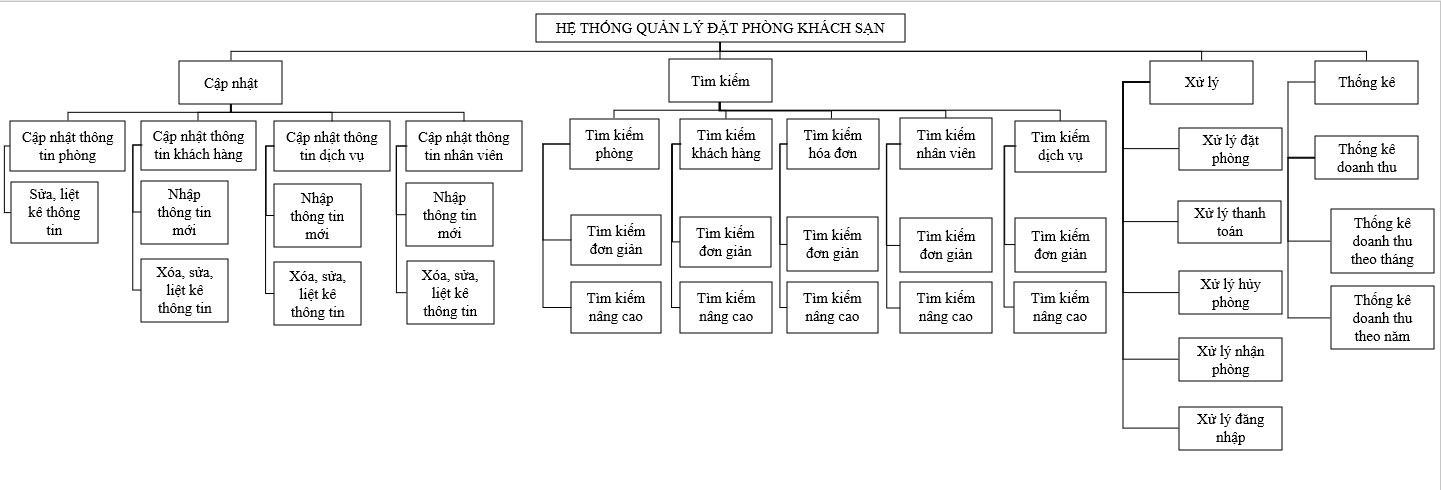 HỆ THỐNG QUẢN LÝ ĐẶT PHÒNG KHÁCH SẠN
Cập nhật
Tìm kiếm
Xử lý
Thống kê
Cập nhật thông
tin phòng
Cập nhật thông
tin khách hàng
Cập nhật thông
tin dịch vụ
Cập nhật thông
tin nhân viên
Tìm kiếm
phòng
Tìm kiếm
khách hàng
Tìm kiếm
hóa đơn
Tìm kiếm
nhân viên
Tìm kiếm
dịch vụ
Sửa, liệt
kê thông
tin
Nhập
thông tin
mới
Nhập
thông tin
mới
Nhập
thông tin
mới
Xóa, sửa,
liệt kê
thông tin
Xóa, sửa,
liệt kê
thông tin
Xóa, sửa,
liệt kê
thông tin
Tìm kiếm
đơn giản
Tìm kiếm
đơn giản
Tìm kiếm
đơn giản
Tìm kiếm
đơn giản
Tìm kiếm
đơn giản
Tìm kiếm
nâng cao
Tìm kiếm
nâng cao
Tìm kiếm
nâng cao
Tìm kiếm
nâng cao
Tìm kiếm
nâng cao
Xử lý đặt
phòng
Xử lý thanh
toán
Xử lý hủy
phòng
Xử lý nhận
phòng
Xử lý đăng
nhập
Thống kê
doanh thu
Thống kê
doanh thu
theo tháng
Thống kê
doanh thu
theo năm